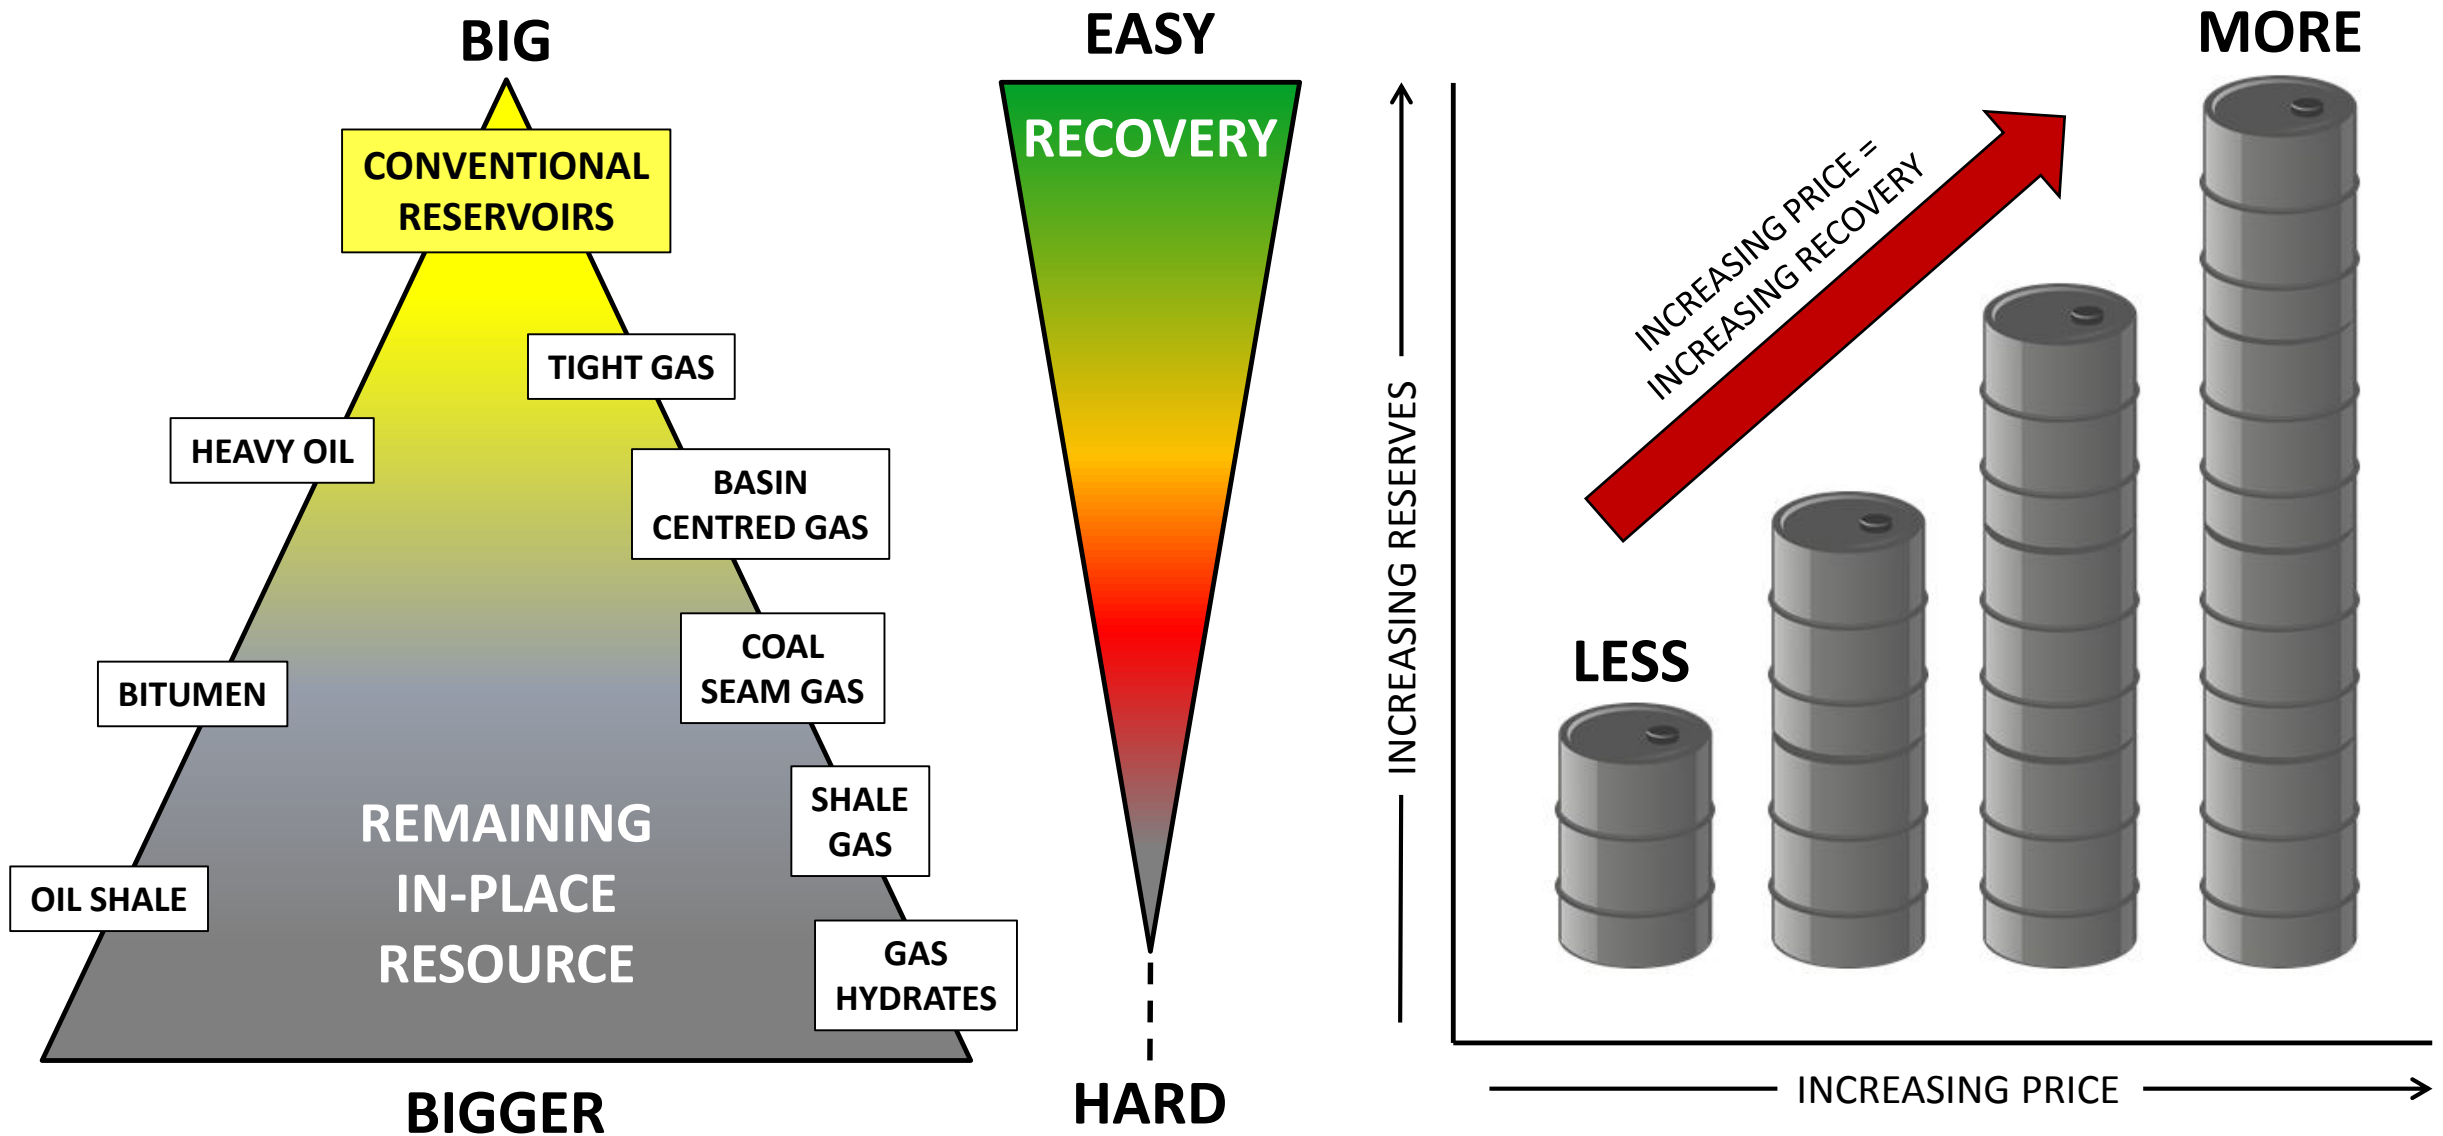 BIG
CONVENTIONAL
RESERVOIRS
TIGHT GAS
HEAVY OIL
BASIN
CENTRED GAS
COAL
SEAM GAS
BITUMEN
SHALE
GAS
OIL SHALE
GAS
HYDRATES
REMAINING
IN-PLACE
RESOURCE
BIGGER
EASY
RECOVERY
HARD
INCREASING RESERVES
LESS
MORE
INCREASING PRICE =
INCREASING RECOVERY
INCREASING PRICE